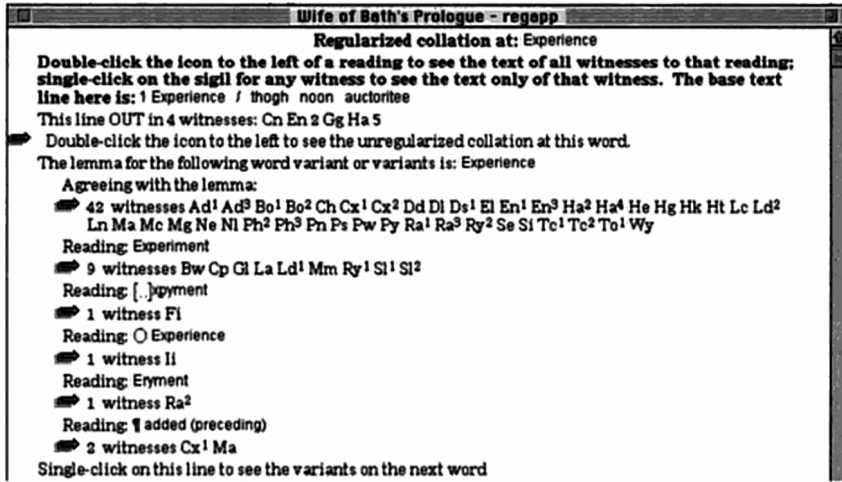 Wife of Bath's Prologue - regapp
Regularized collation at: Experience
Double-click the icon to the left of a reading to see the text of all witnesses to that reading;
single-click on the sigil for any witness to see the text only of that witness. The base text
line here is: 1 Experience / thogh noon auctoritee
This line OUT in 4 witnesses: Cn En 2 Gg Ha 5
Double-click the icon to the left to see the unregularized collation at this word.
The lemma for the following word variant or variants is: Experience
Agreeing with the lemma:
42 witnesses Ad¹ Ad³ Bo¹ Bo² Ch Cx¹ Cx² Dd Dl Ds¹ El En¹ En³ Ha² Ha⁴ He Hg Hk Ht Lc Ld²
Ln Ma Mc Mg Ne Nl Ph² Ph³ Pn Ps Pw Py Ra¹ Ra³ Ry² Se Si Tc¹ Tc² To¹ Wy
Reading: Experiment
9 witnesses Bw Cp Gl La Ld¹ Mm Ry¹ Sl¹ Sl²
Reading: [..]xpyment
1 witness Fi
Reading: O Experience
1 witness Ii
Reading: Eryment
1 witness Ra²
Reading: ¶ added (preceding)
2 witnesses Cx¹ Ma
Single-click on this line to see the variants on the next word